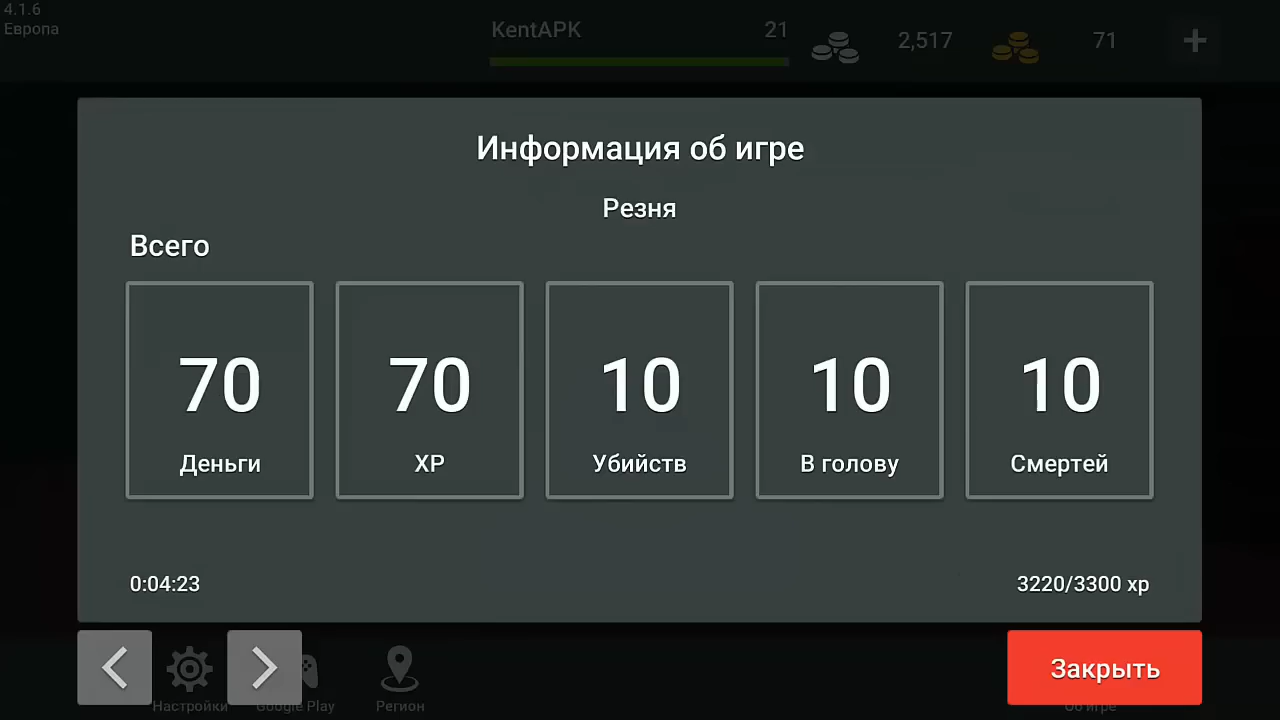 4.1.6
Европа
KentAPK 21
2,517
71
Информация об игре
Резня
Всего
70 70 10 10 10
Деньги XP Убийств В голову Смертей
0:04:23 3220/3300 xp
Закрыть
Настройки Google Play Регион Об игре